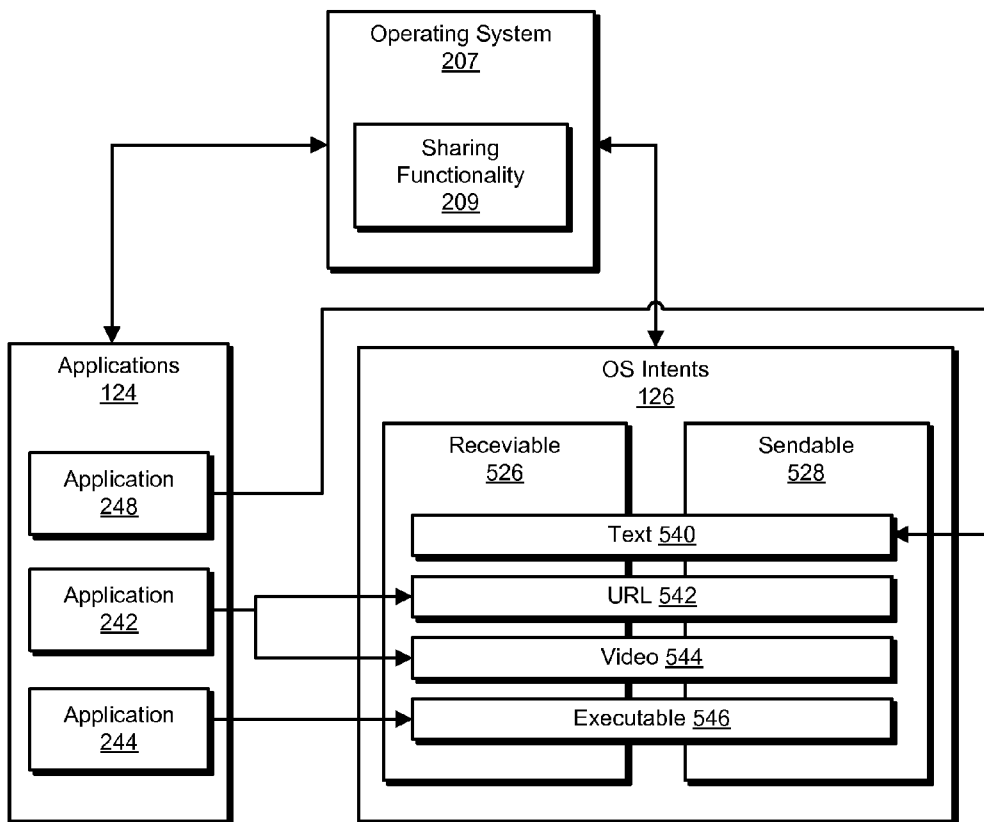 Operating System
207
Sharing
Functionality
209
Applications
124
Application
248
Application
242
Application
244
OS Intents
126
Receviable
526
Sendable
528
Text 540
URL 542
Video 544
Executable 546